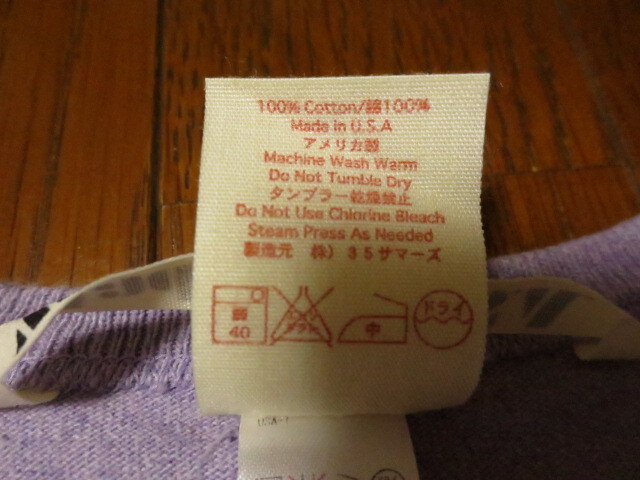 100% Cotton/綿100%
Made in U.S.A
アメリカ製
Machine Wash Warm
Do Not Tumble Dry
タンブラー乾燥禁止
Do Not Use Chlorine Bleach
Steam Press As Needed
製造元 株)35サマーズ
40 中 ドライ
USA-1